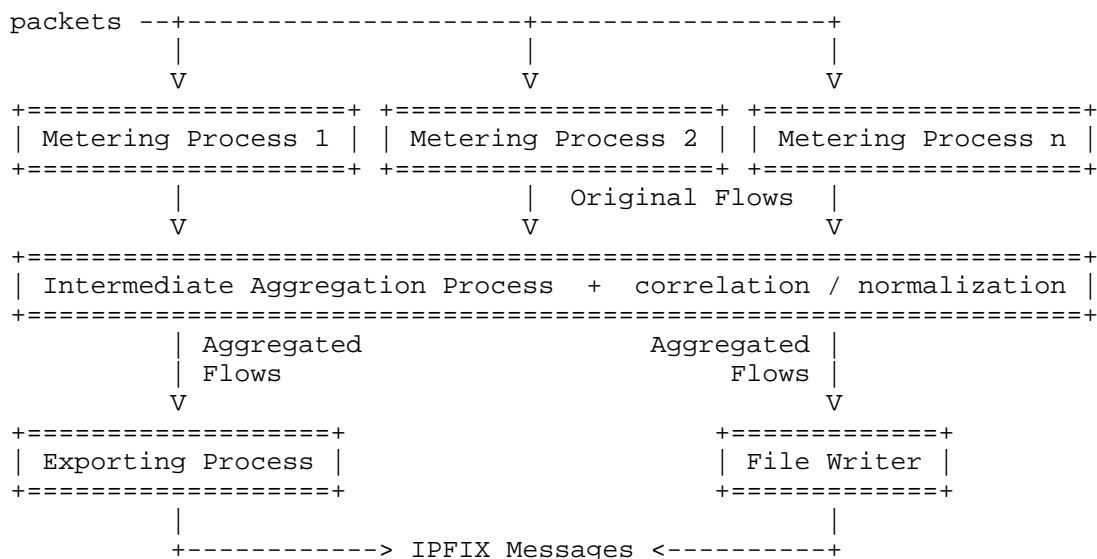 packets --+---------------------+------------------+
          |                     |                  |
          V                     V                  V
+====================+ +====================+ +====================+
| Metering Process 1 | | Metering Process 2 | | Metering Process n |
+====================+ +====================+ +====================+
          |                     |  Original Flows  |
          V                     V                  V
+==================================================================+
| Intermediate Aggregation Process  +  correlation / normalization |
+==================================================================+
          | Aggregated                  Aggregated |
          | Flows                            Flows |
          V                                        V
+===================+                       +=============+
| Exporting Process |                       | File Writer |
+===================+                       +=============+
          |                                        |
          +------------> IPFIX Messages <----------+